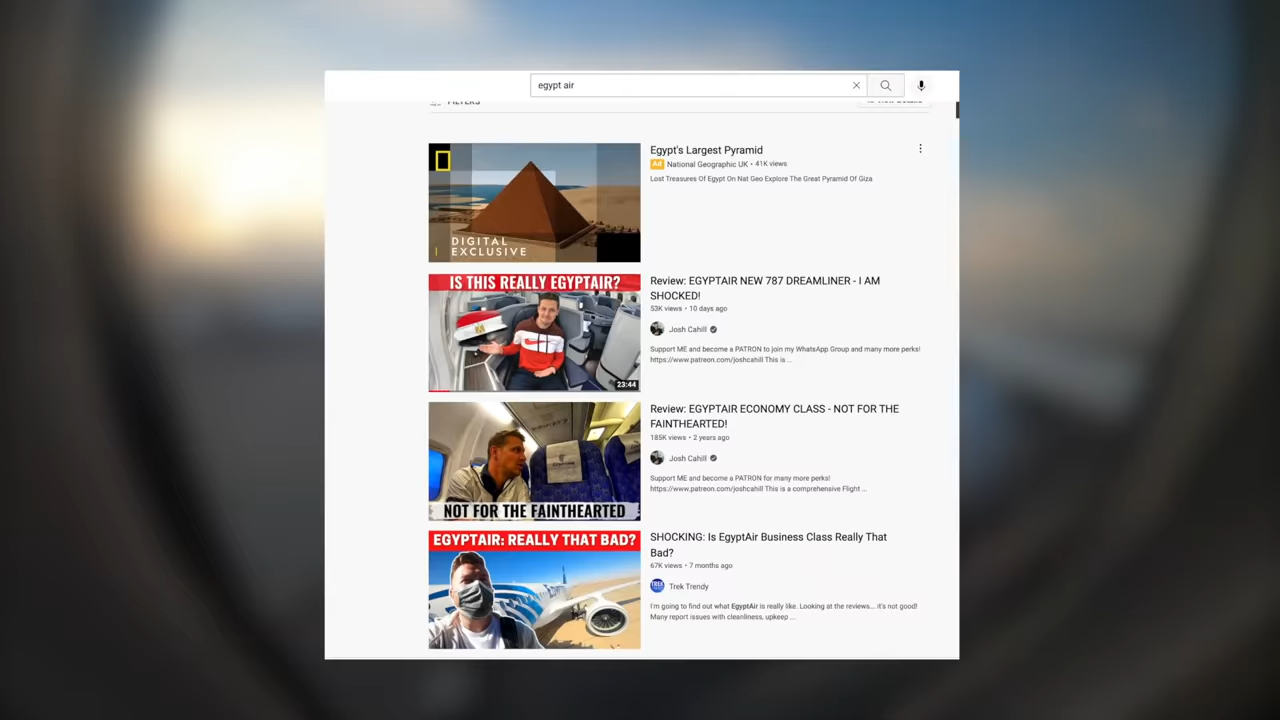 egypt air
FILTERS
Egypt's Largest Pyramid
Ad National Geographic UK • 41K views
Lost Treasures Of Egypt On Nat Geo Explore The Great Pyramid Of Giza
DIGITAL
EXCLUSIVE
IS THIS REALLY EGYPTAIR?
23:44
Review: EGYPTAIR NEW 787 DREAMLINER - I AM
SHOCKED!
53K views • 10 days ago
Josh Cahill
Support ME and become a PATRON to join my WhatsApp Group and many more perks!
https://www.patreon.com/joshcahill This is ...
NOT FOR THE FAINTHEARTED
Review: EGYPTAIR ECONOMY CLASS - NOT FOR THE
FAINTHEARTED!
185K views • 2 years ago
Josh Cahill
Support ME and become a PATRON for many more perks!
https://www.patreon.com/joshcahill This is a comprehensive Flight ...
EGYPTAIR: REALLY THAT BAD?
SHOCKING: Is EgyptAir Business Class Really That
Bad?
67K views • 7 months ago
Trek Trendy
I'm going to find out what EgyptAir is really like. Looking at the reviews... it's not good!
Many report issues with cleanliness, upkeep ...